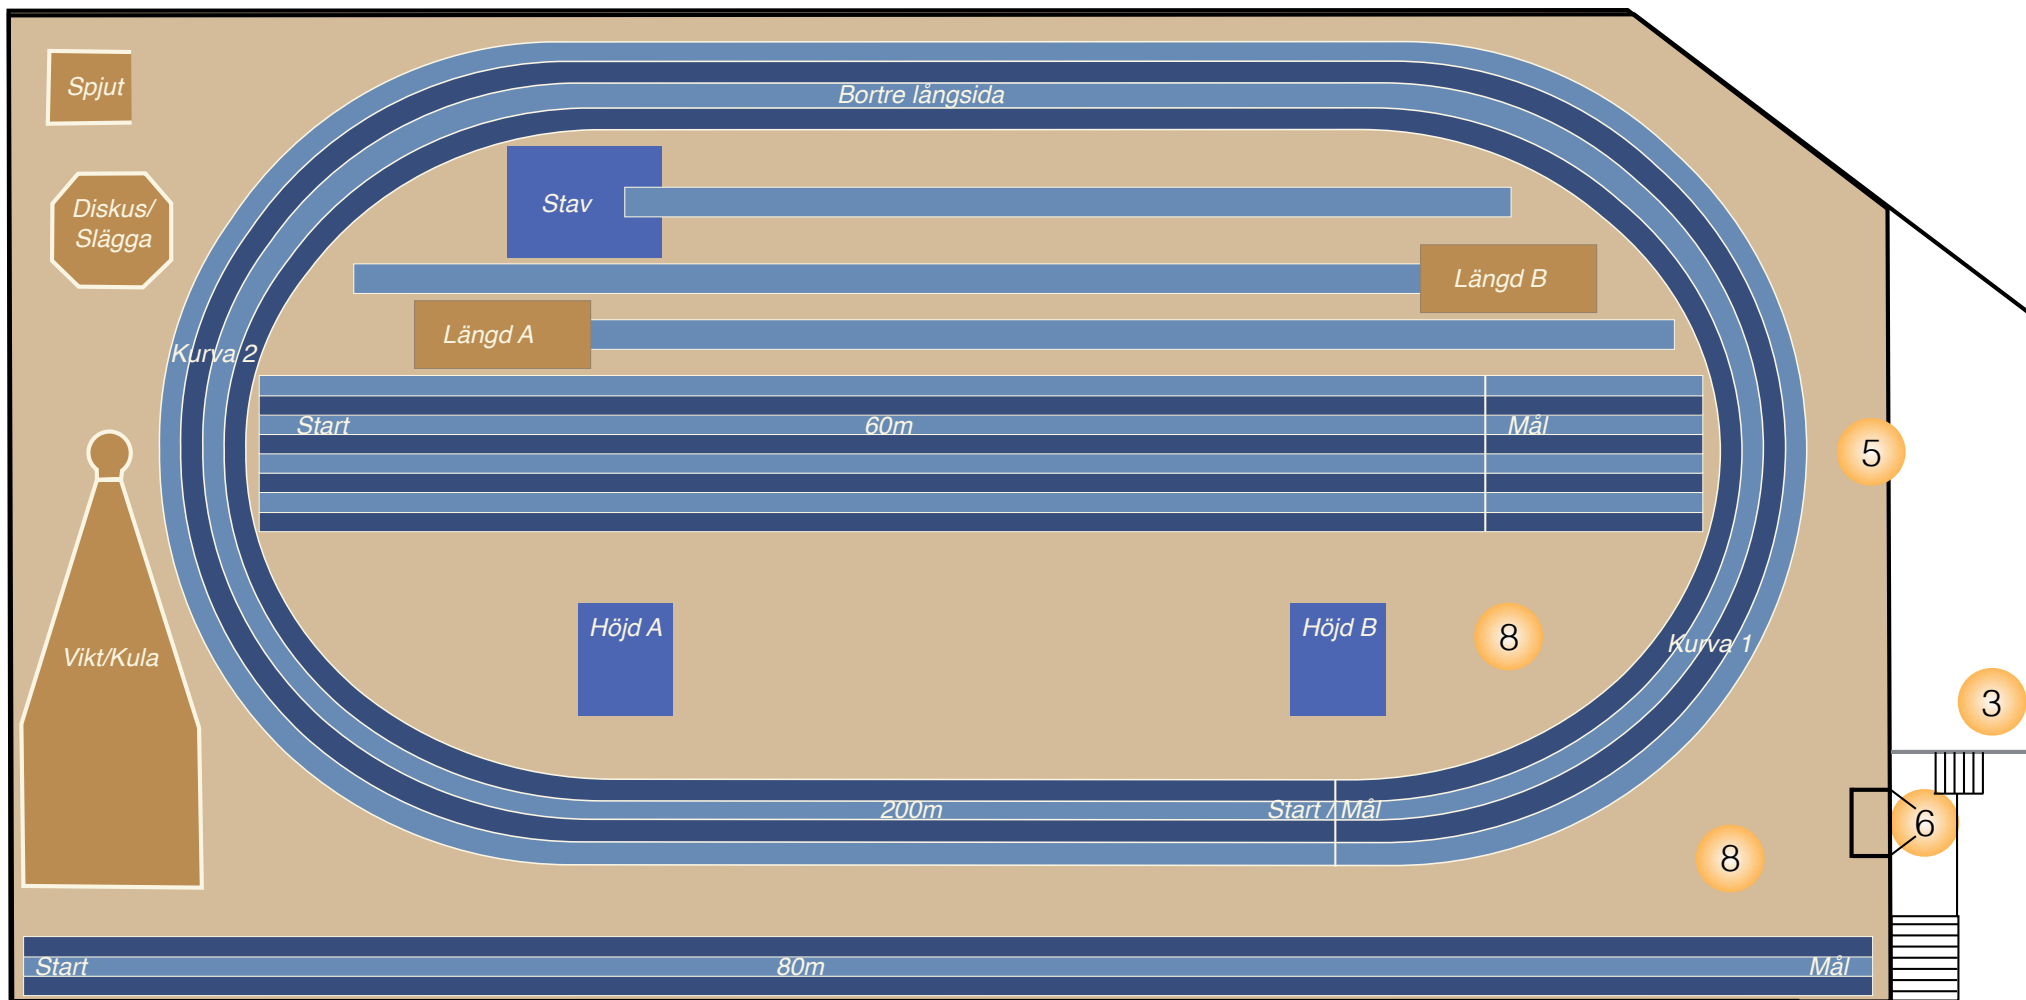 Spjut
Bortre långsida
Diskus/
Slägga
Stav
Längd B
Längd A
Kurva 2
Start
60m
Mål
5
Höjd A
Höjd B
8
Kurva 1
Vikt/Kula
3
200m
Start / Mål
6
8
Start
80m
Mål